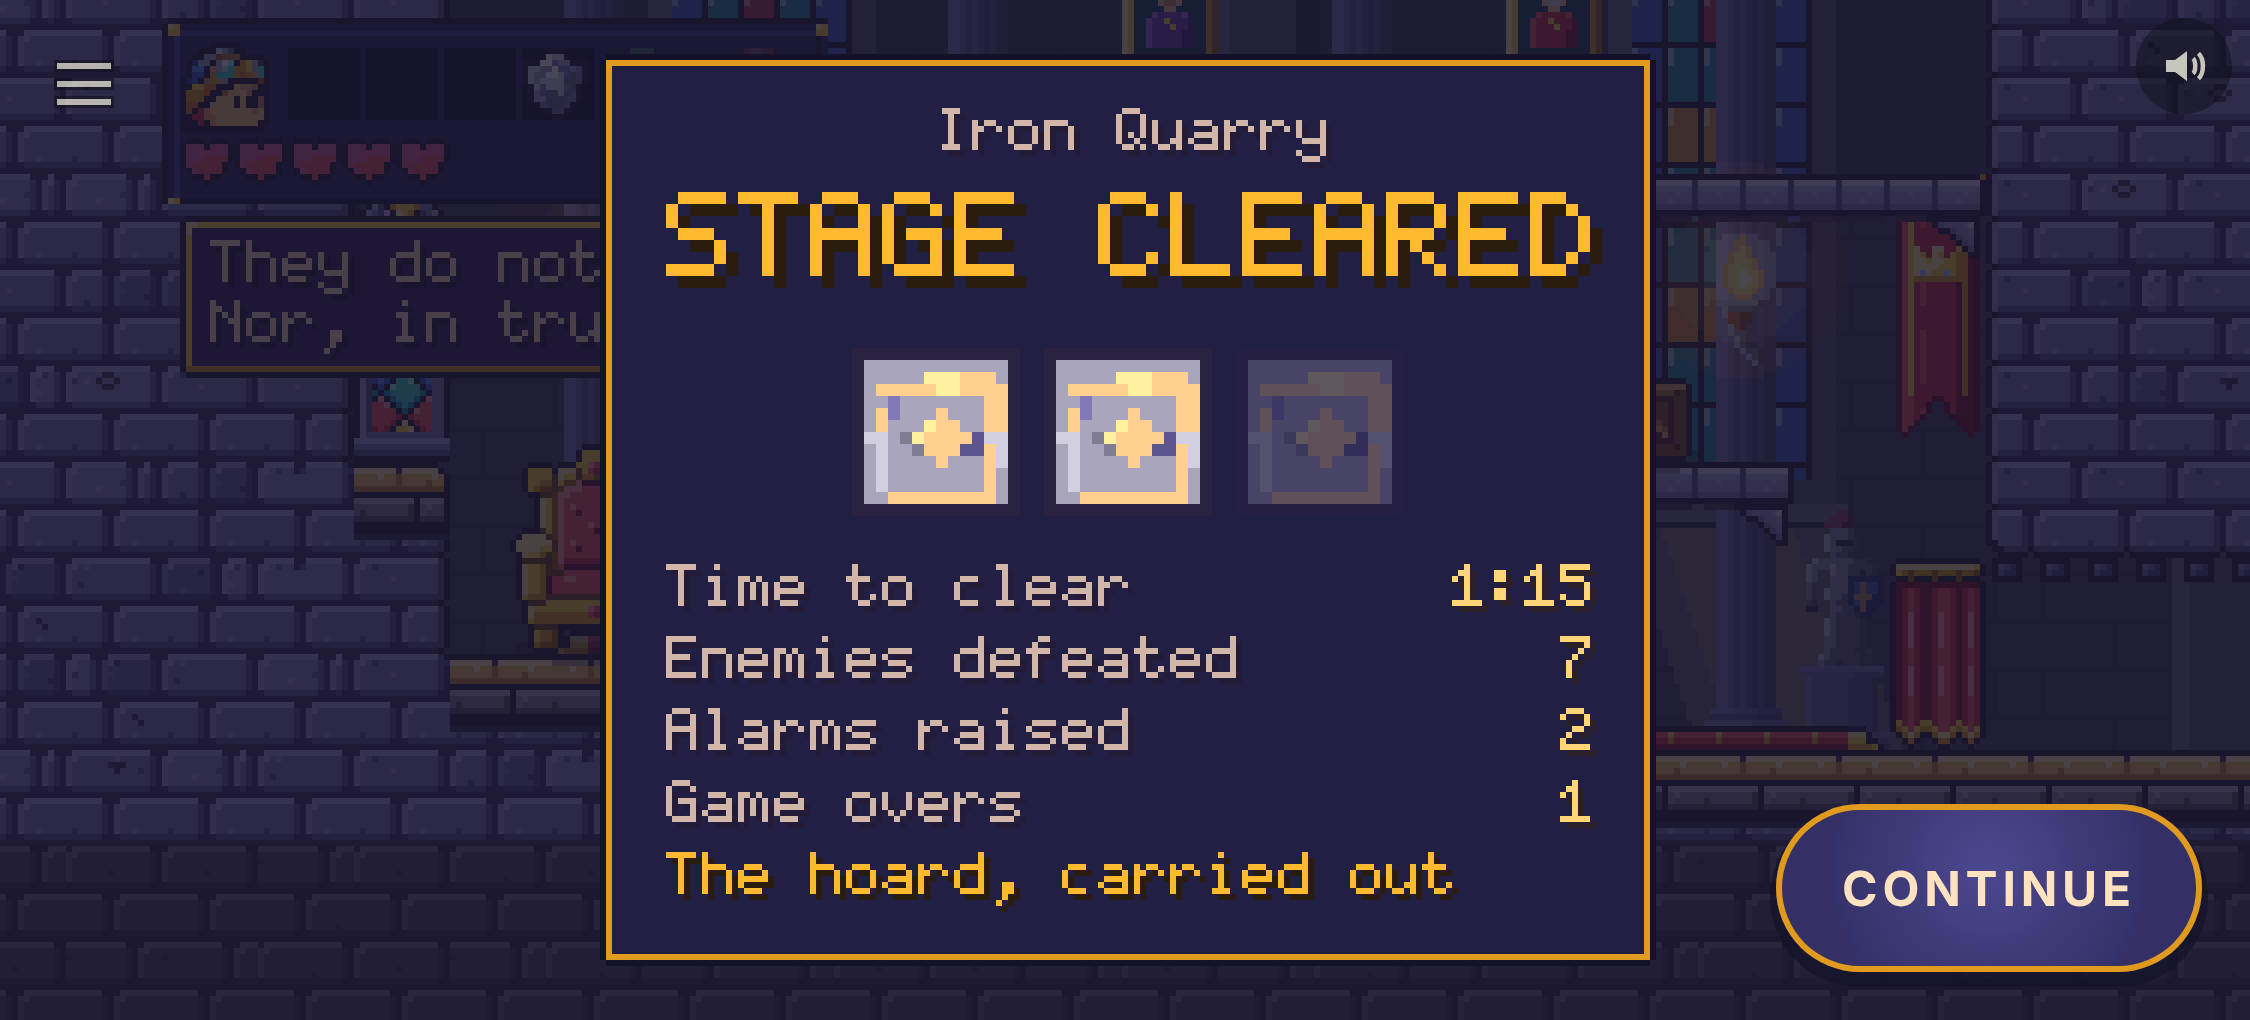 Iron Quarry
STAGE CLEARED
They do not
Nor, in tru
Time to clear 1:15
Enemies defeated 7
Alarms raised 2
Game overs 1
The hoard, carried out
CONTINUE